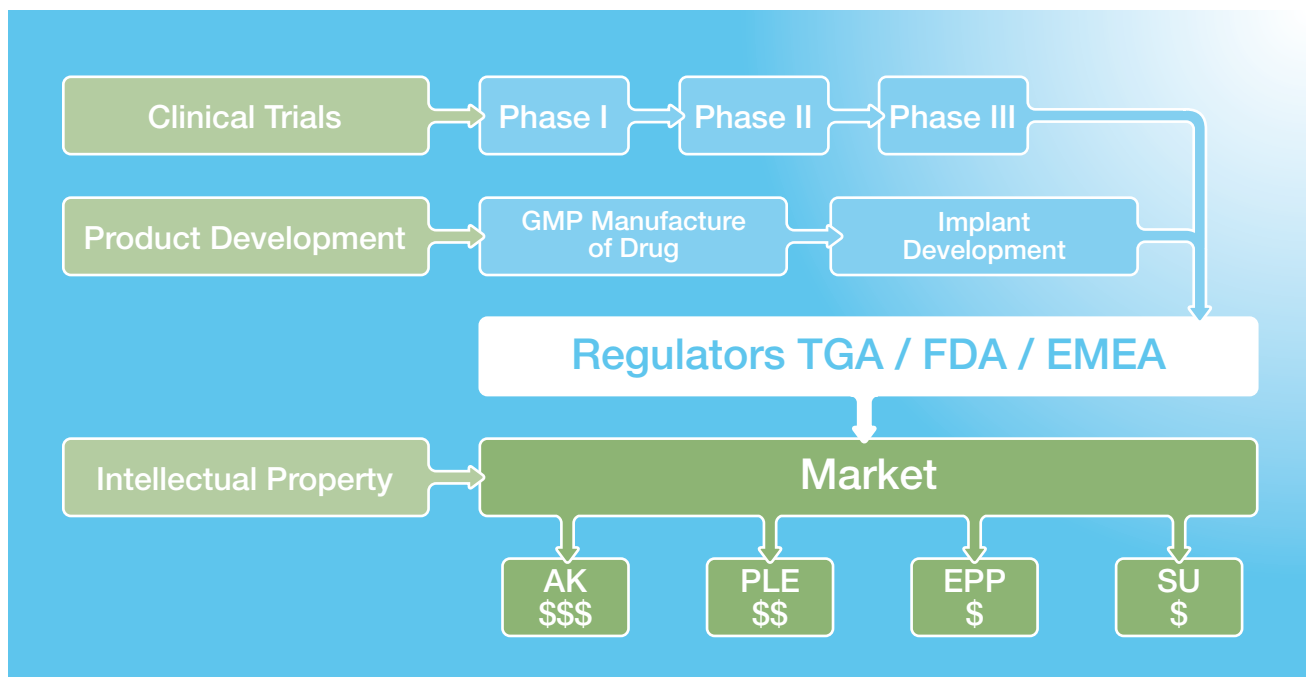 Clinical Trials
Phase I
Phase II
Phase III
Product Development
GMP Manufacture
of Drug
Implant
Development
Regulators TGA / FDA / EMEA
Intellectual Property
Market
AK
$$$
PLE
$$
EPP
$
SU
$